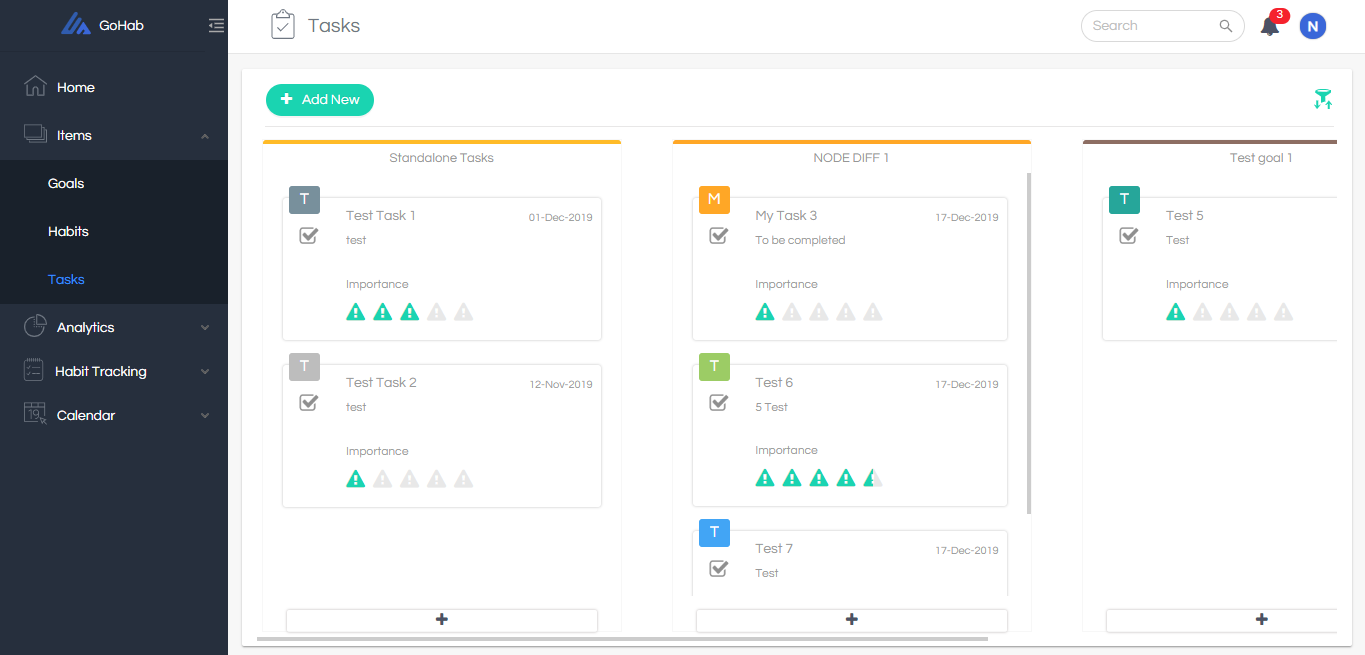 GoHab
Tasks
Search
3
N
Home
Items
Goals
Habits
Tasks
Analytics
Habit Tracking
19
Calendar
+ Add New
Standalone Tasks
T
Test Task 1
01-Dec-2019
test
Importance
T
Test Task 2
12-Nov-2019
test
Importance
+
NODE DIFF 1
M
My Task 3
17-Dec-2019
To be completed
Importance
T
Test 6
17-Dec-2019
5 Test
Importance
T
Test 7
17-Dec-2019
Test
+
Test goal 1
T
Test 5
Test
Importance
+